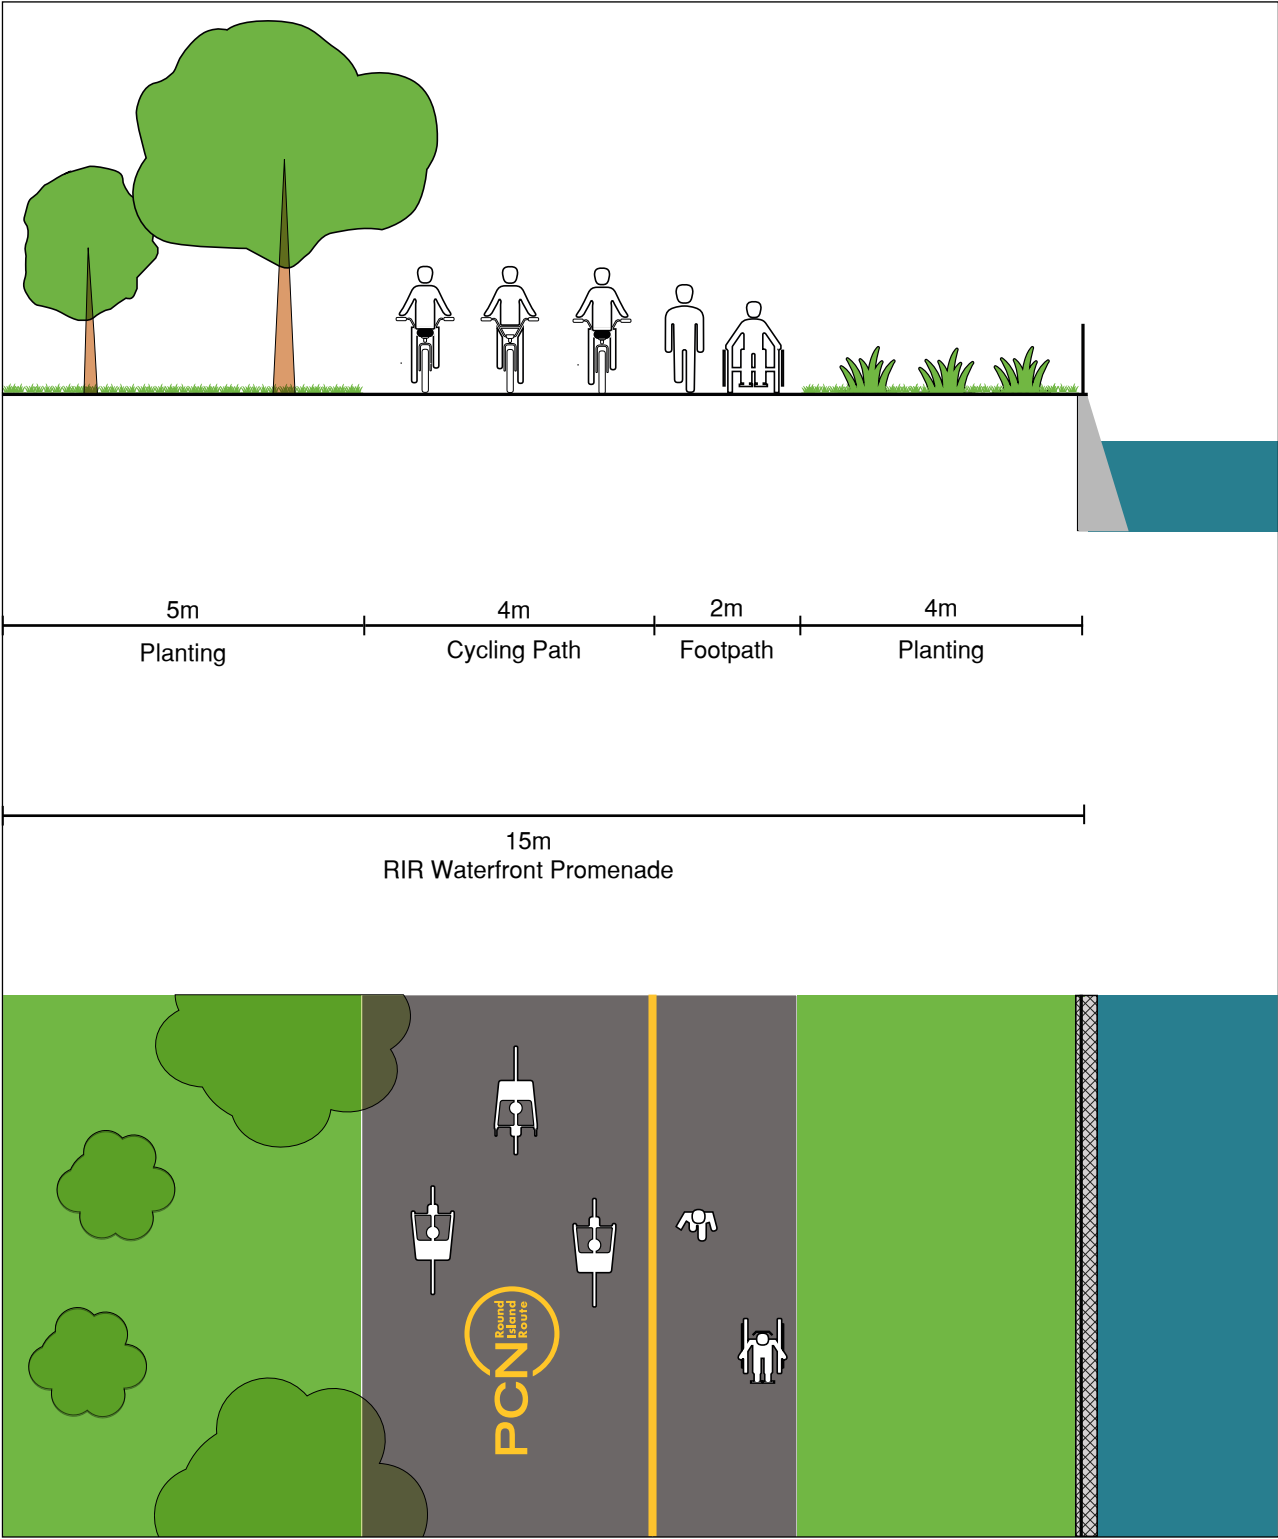 5m
4m
2m
4m
Planting
Cycling Path
Footpath
Planting
15m
RIR Waterfront Promenade
PCN
Round
Island
Route